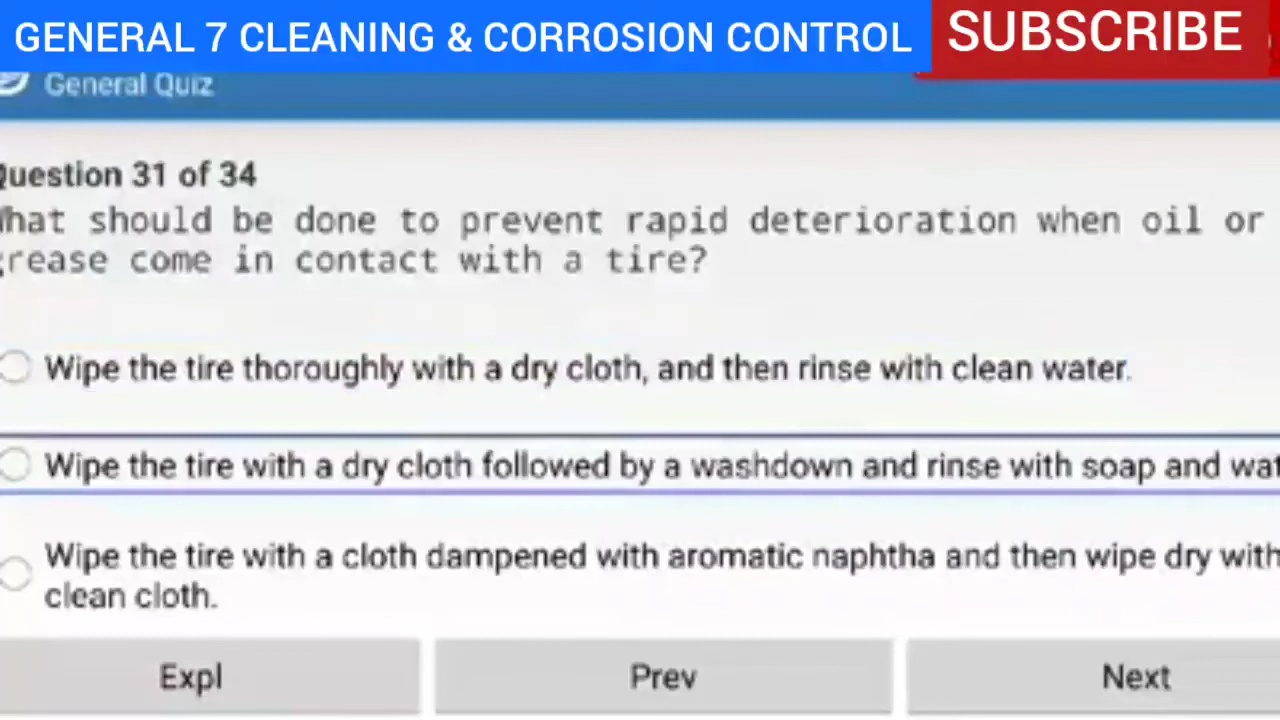 GENERAL 7 CLEANING & CORROSION CONTROL
SUBSCRIBE
General Quiz
Question 31 of 34
What should be done to prevent rapid deterioration when oil or
grease come in contact with a tire?
Wipe the tire thoroughly with a dry cloth, and then rinse with clean water.
Wipe the tire with a dry cloth followed by a washdown and rinse with soap and wat
Wipe the tire with a cloth dampened with aromatic naphtha and then wipe dry with
clean cloth.
Expl
Prev
Next